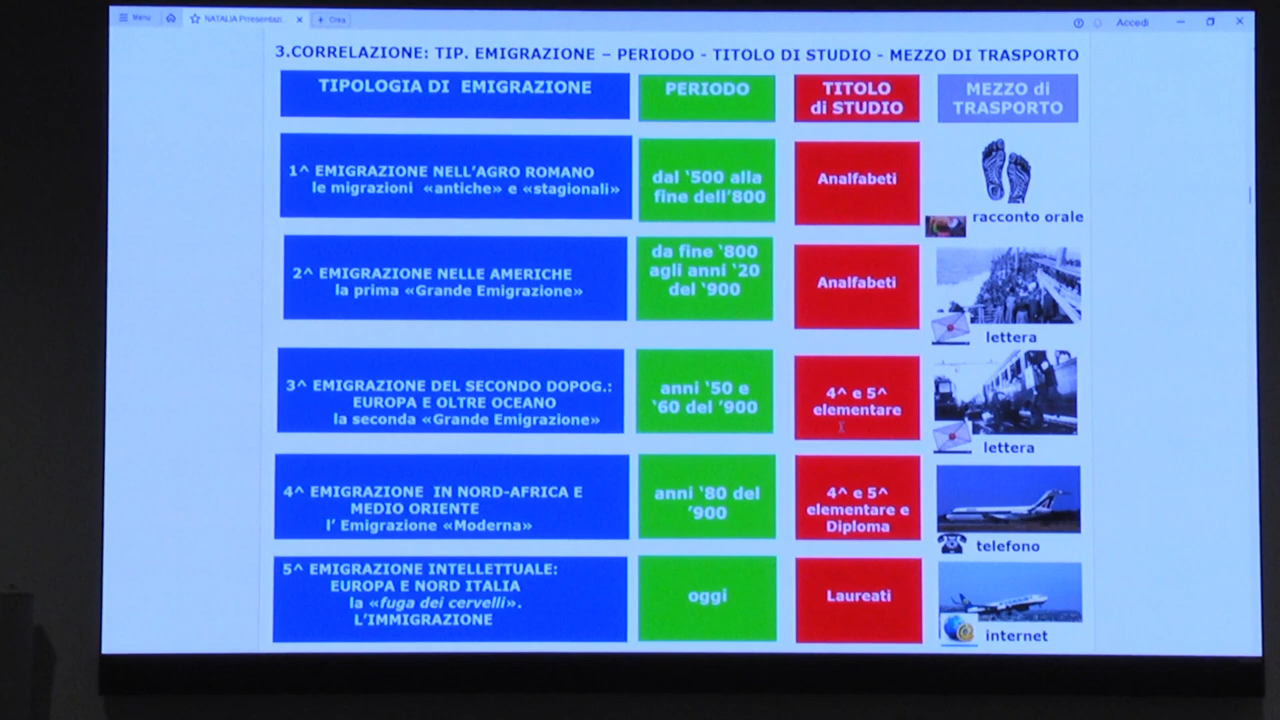 Menu
NATALIA Prresentazi...
Crea
Accedi
3.CORRELAZIONE: TIP. EMIGRAZIONE – PERIODO - TITOLO DI STUDIO - MEZZO DI TRASPORTO
TIPOLOGIA DI EMIGRAZIONE
PERIODO
TITOLO
di STUDIO
MEZZO di
TRASPORTO
1^ EMIGRAZIONE NELL'AGRO ROMANO
le migrazioni «antiche» e «stagionali»
dal '500 alla
fine dell'800
Analfabeti
racconto orale
2^ EMIGRAZIONE NELLE AMERICHE
la prima «Grande Emigrazione»
da fine '800
agli anni '20
del '900
Analfabeti
lettera
3^ EMIGRAZIONE DEL SECONDO DOPOG.:
EUROPA E OLTRE OCEANO
la seconda «Grande Emigrazione»
anni '50 e
'60 del '900
4^ e 5^
elementare
lettera
4^ EMIGRAZIONE IN NORD-AFRICA E
MEDIO ORIENTE
l' Emigrazione «Moderna»
anni '80 del
'900
4^ e 5^
elementare e
Diploma
telefono
5^ EMIGRAZIONE INTELLETTUALE:
EUROPA E NORD ITALIA
la «fuga dei cervelli».
L'IMMIGRAZIONE
oggi
Laureati
internet